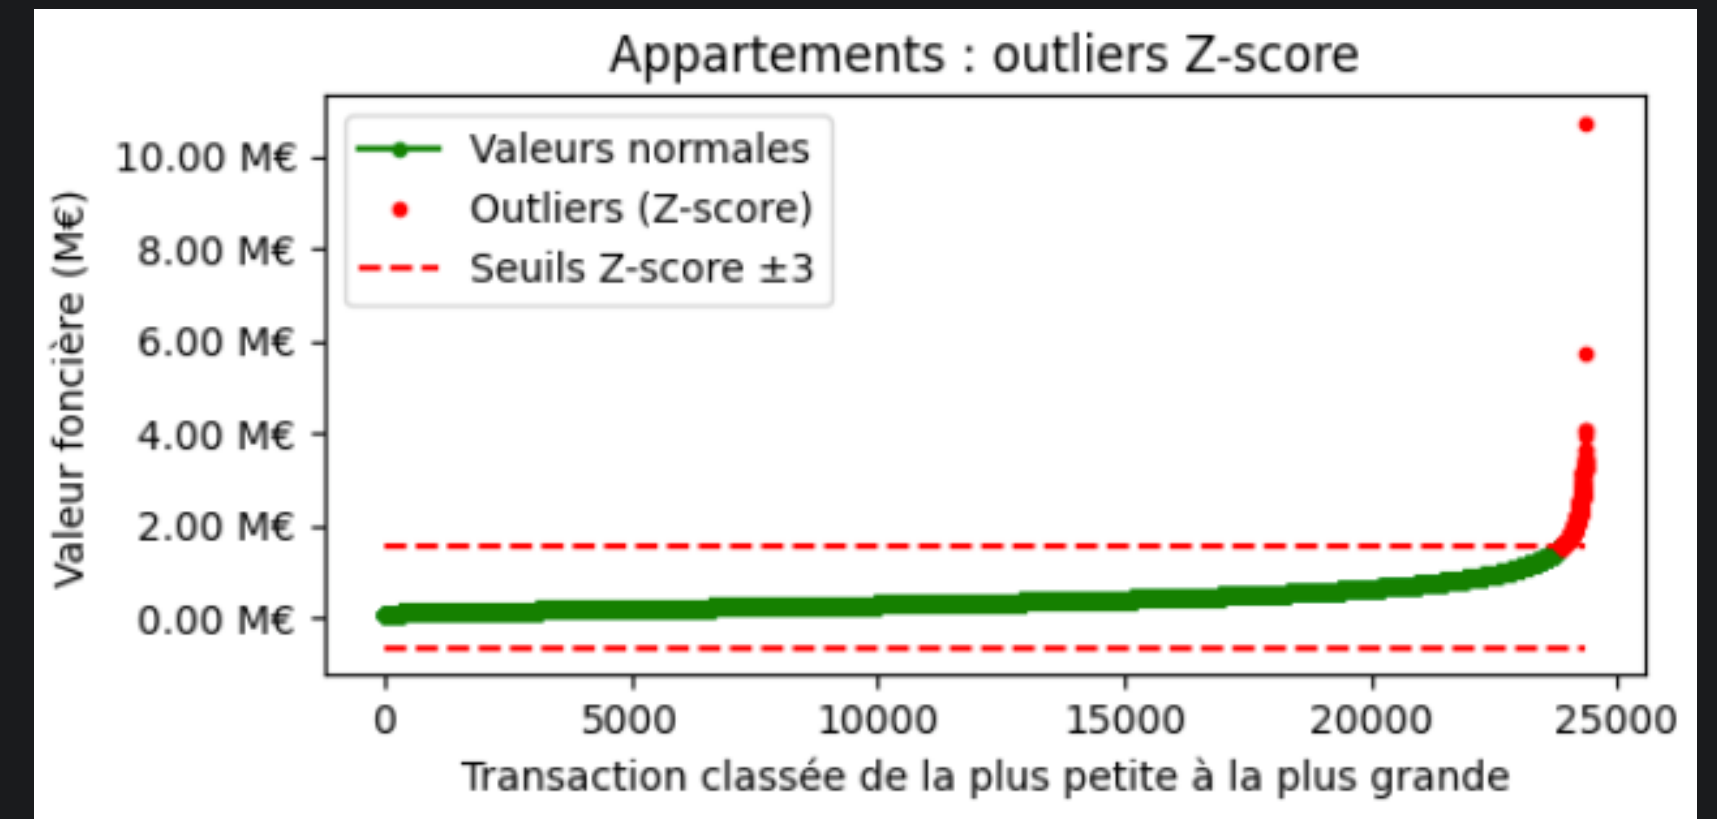 Appartements : outliers Z-score
Valeurs normales
Outliers (Z-score)
Seuils Z-score ±3
Valeur foncière (M€)
10.00 M€
8.00 M€
6.00 M€
4.00 M€
2.00 M€
0.00 M€
0 5000 10000 15000 20000 25000
Transaction classée de la plus petite à la plus grande